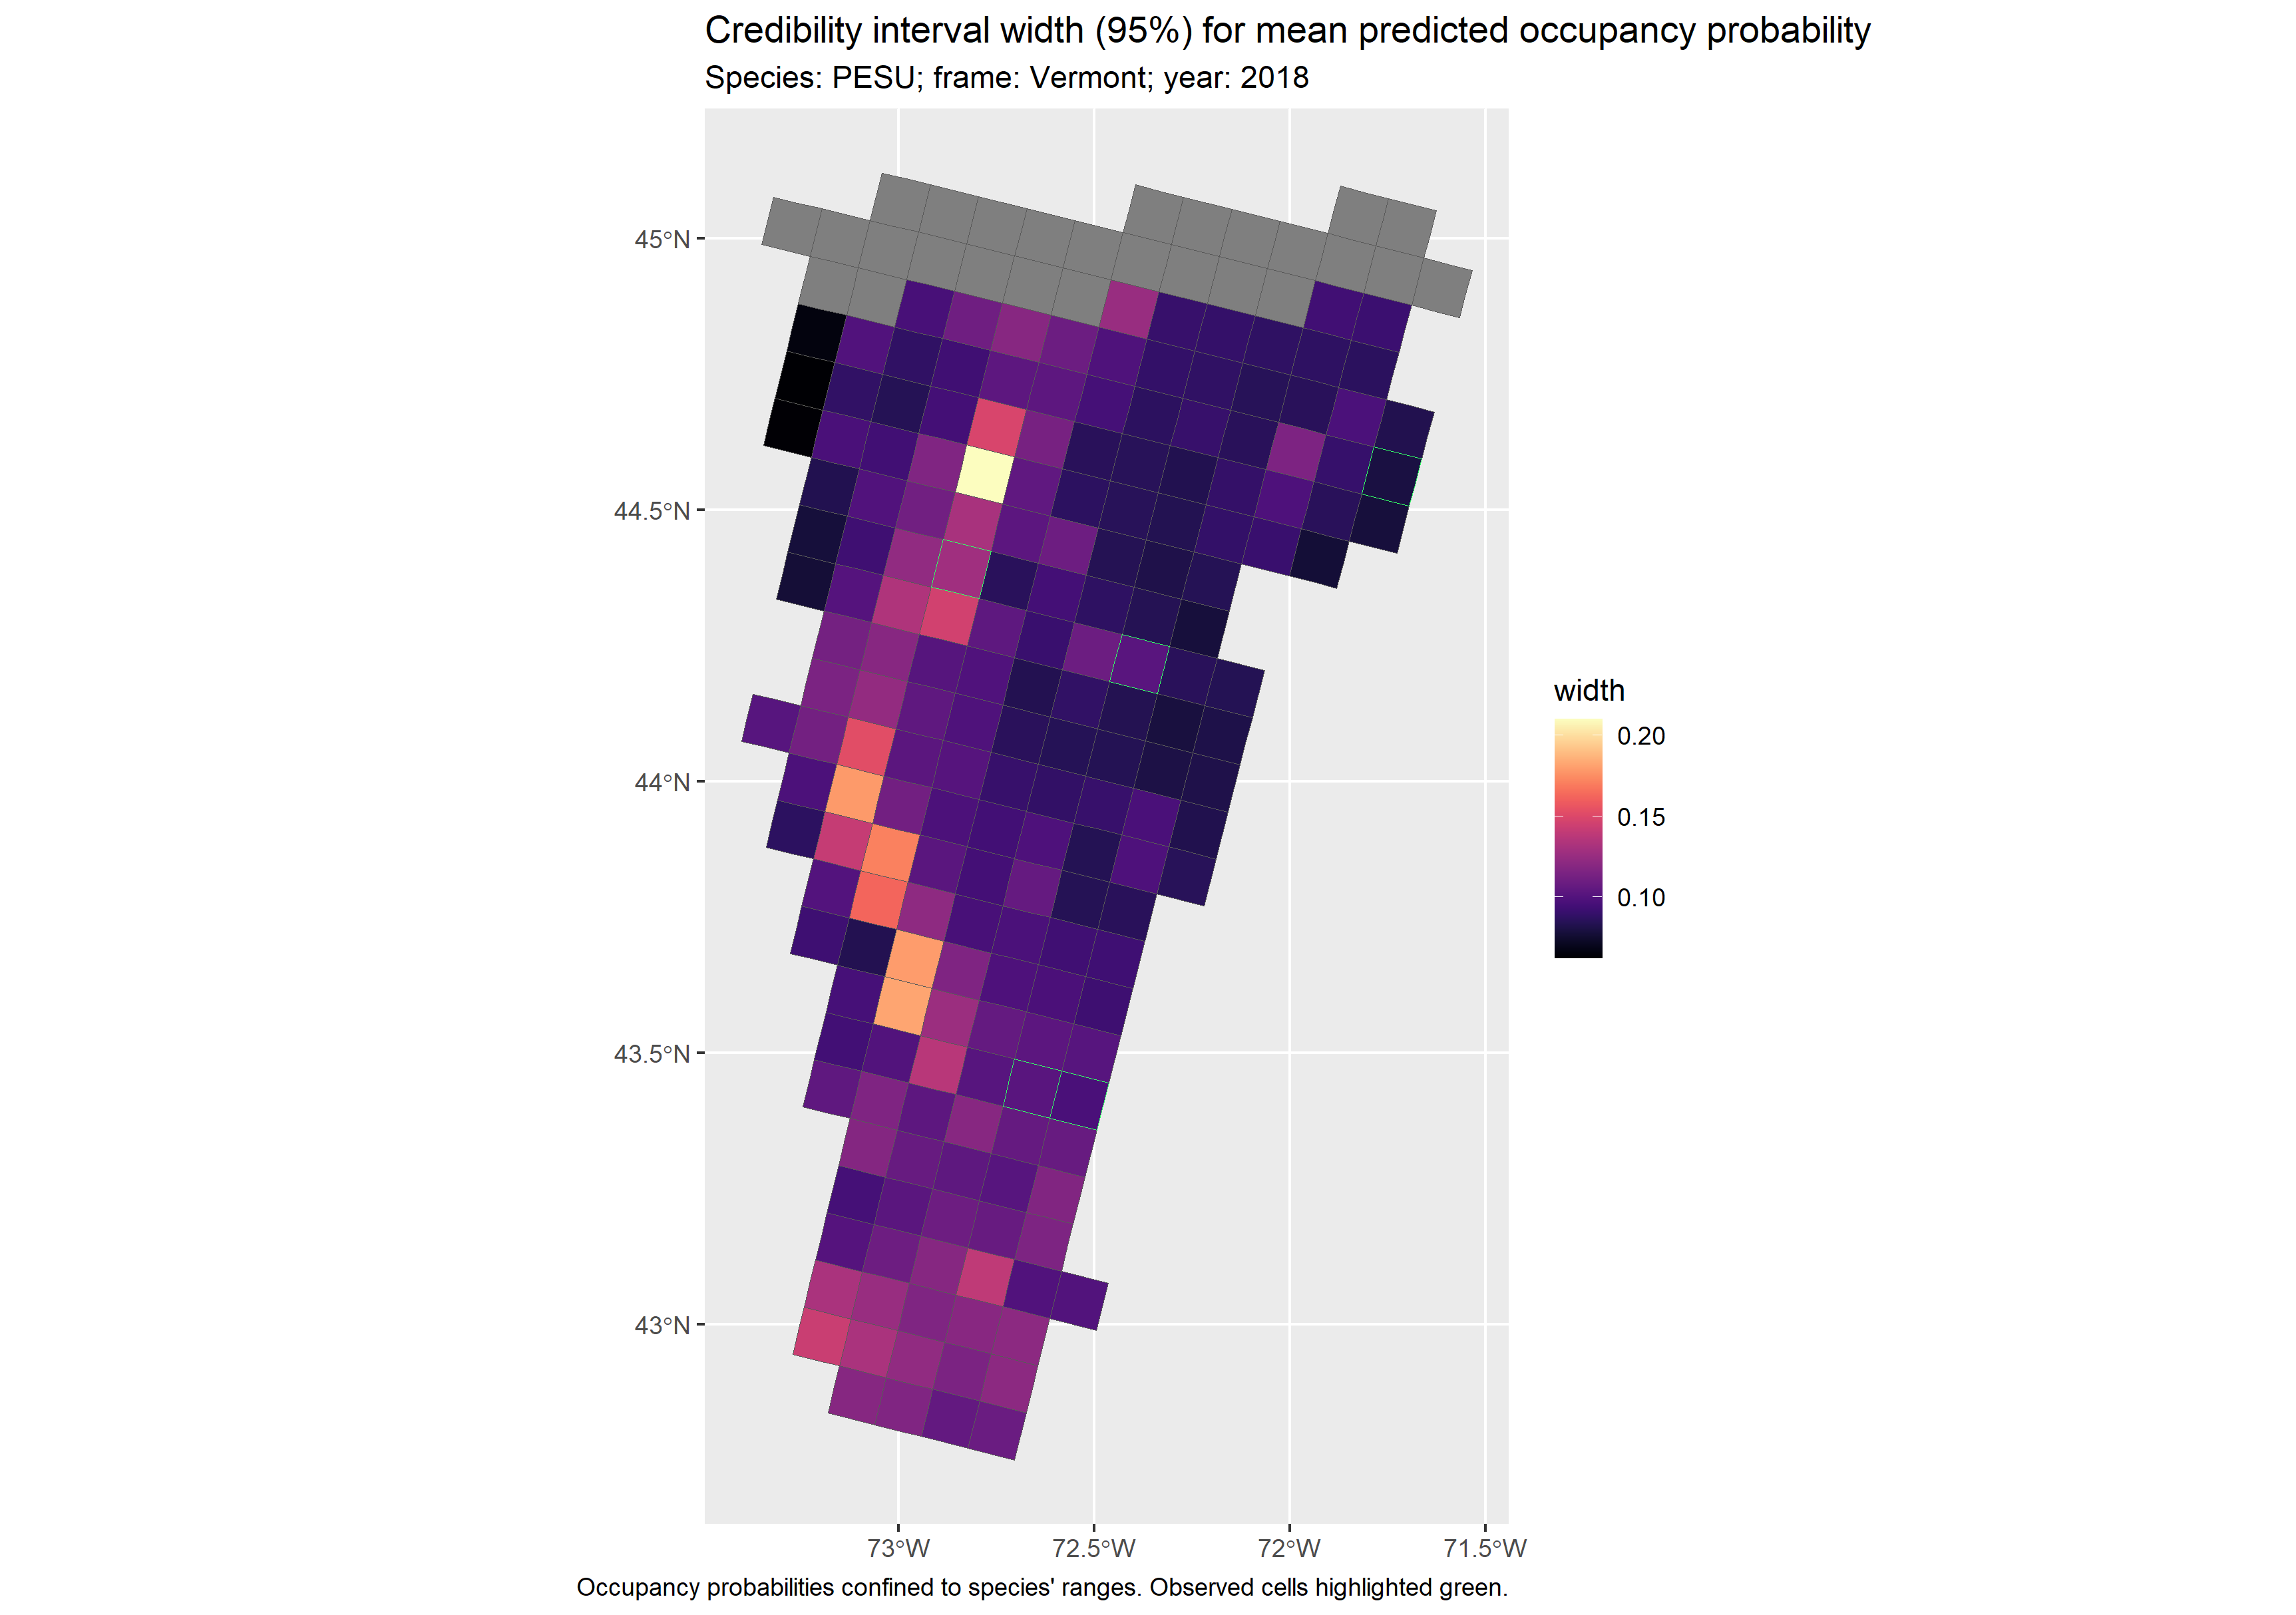 Credibility interval width (95%) for mean predicted occupancy probability
Species: PESU; frame: Vermont; year: 2018
45°N
44.5°N
44°N
43.5°N
43°N
73°W
72.5°W
72°W
71.5°W
width
0.20
0.15
0.10
Occupancy probabilities confined to species' ranges. Observed cells highlighted green.